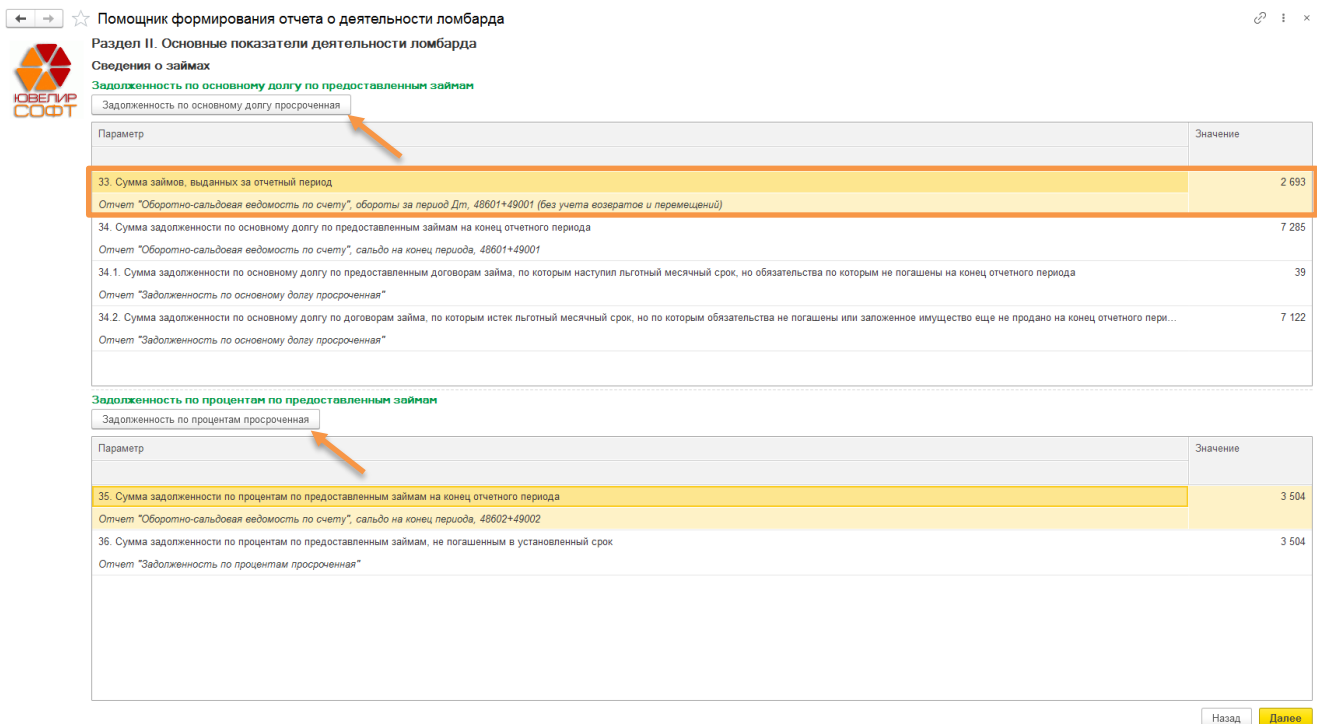 Помощник формирования отчета о деятельности ломбарда
Раздел II. Основные показатели деятельности ломбарда
ЮВЕЛИР
СОФТ
Сведения о займах
Задолженность по основному долгу по предоставленным займам
Задолженность по основному долгу просроченная
Параметр Значение
33. Сумма займов, выданных за отчетный период 2 693
Отчет "Оборотно-сальдовая ведомость по счету", обороты за период Дт, 48601+49001 (без учета возвратов и перемещений)
34. Сумма задолженности по основному долгу по предоставленным займам на конец отчетного периода 7 285
Отчет "Оборотно-сальдовая ведомость по счету", сальдо на конец периода, 48601+49001
34.1. Сумма задолженности по основному долгу по предоставленным договорам займа, по которым наступил льготный месячный срок, но обязательства по которым не погашены на конец отчетного периода 39
Отчет "Задолженность по основному долгу просроченная"
34.2. Сумма задолженности по основному долгу по договорам займа, по которым истек льготный месячный срок, но по которым обязательства не погашены или заложенное имущество еще не продано на конец отчетного пери... 7 122
Отчет "Задолженность по основному долгу просроченная"
Задолженность по процентам по предоставленным займам
Задолженность по процентам просроченная
Параметр Значение
35. Сумма задолженности по процентам по предоставленным займам на конец отчетного периода 3 504
Отчет "Оборотно-сальдовая ведомость по счету", сальдо на конец периода, 48602+49002
36. Сумма задолженности по процентам по предоставленным займам, не погашенным в установленный срок 3 504
Отчет "Задолженность по процентам просроченная"
Назад Далее